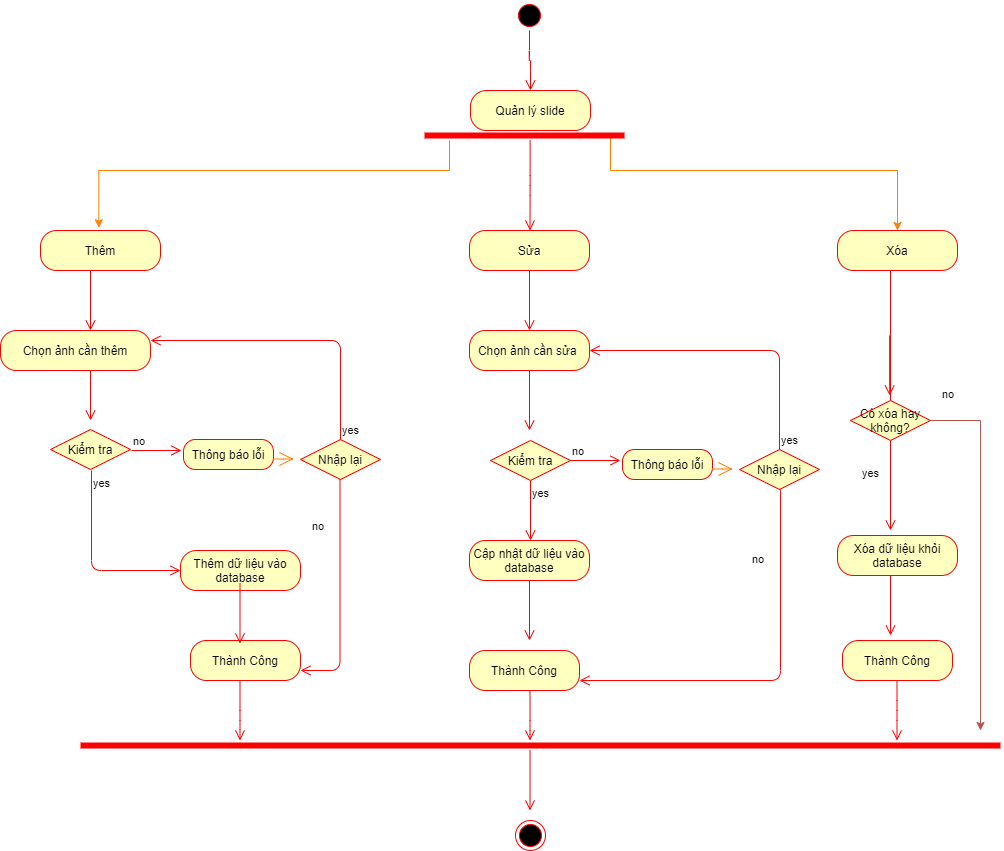 Quản lý slide
Thêm
Sửa
Xóa
Chọn ảnh cần thêm
Chọn ảnh cần sửa
no
Có xóa hay
không?
yes
yes
Kiểm tra
no
Thông báo lỗi
Nhập lại
Kiểm tra
no
Thông báo lỗi
Nhập lại
yes
yes
yes
no
no
Thêm dữ liệu vào
database
Cập nhật dữ liệu vào
database
Xóa dữ liệu khỏi
database
Thành Công
Thành Công
Thành Công